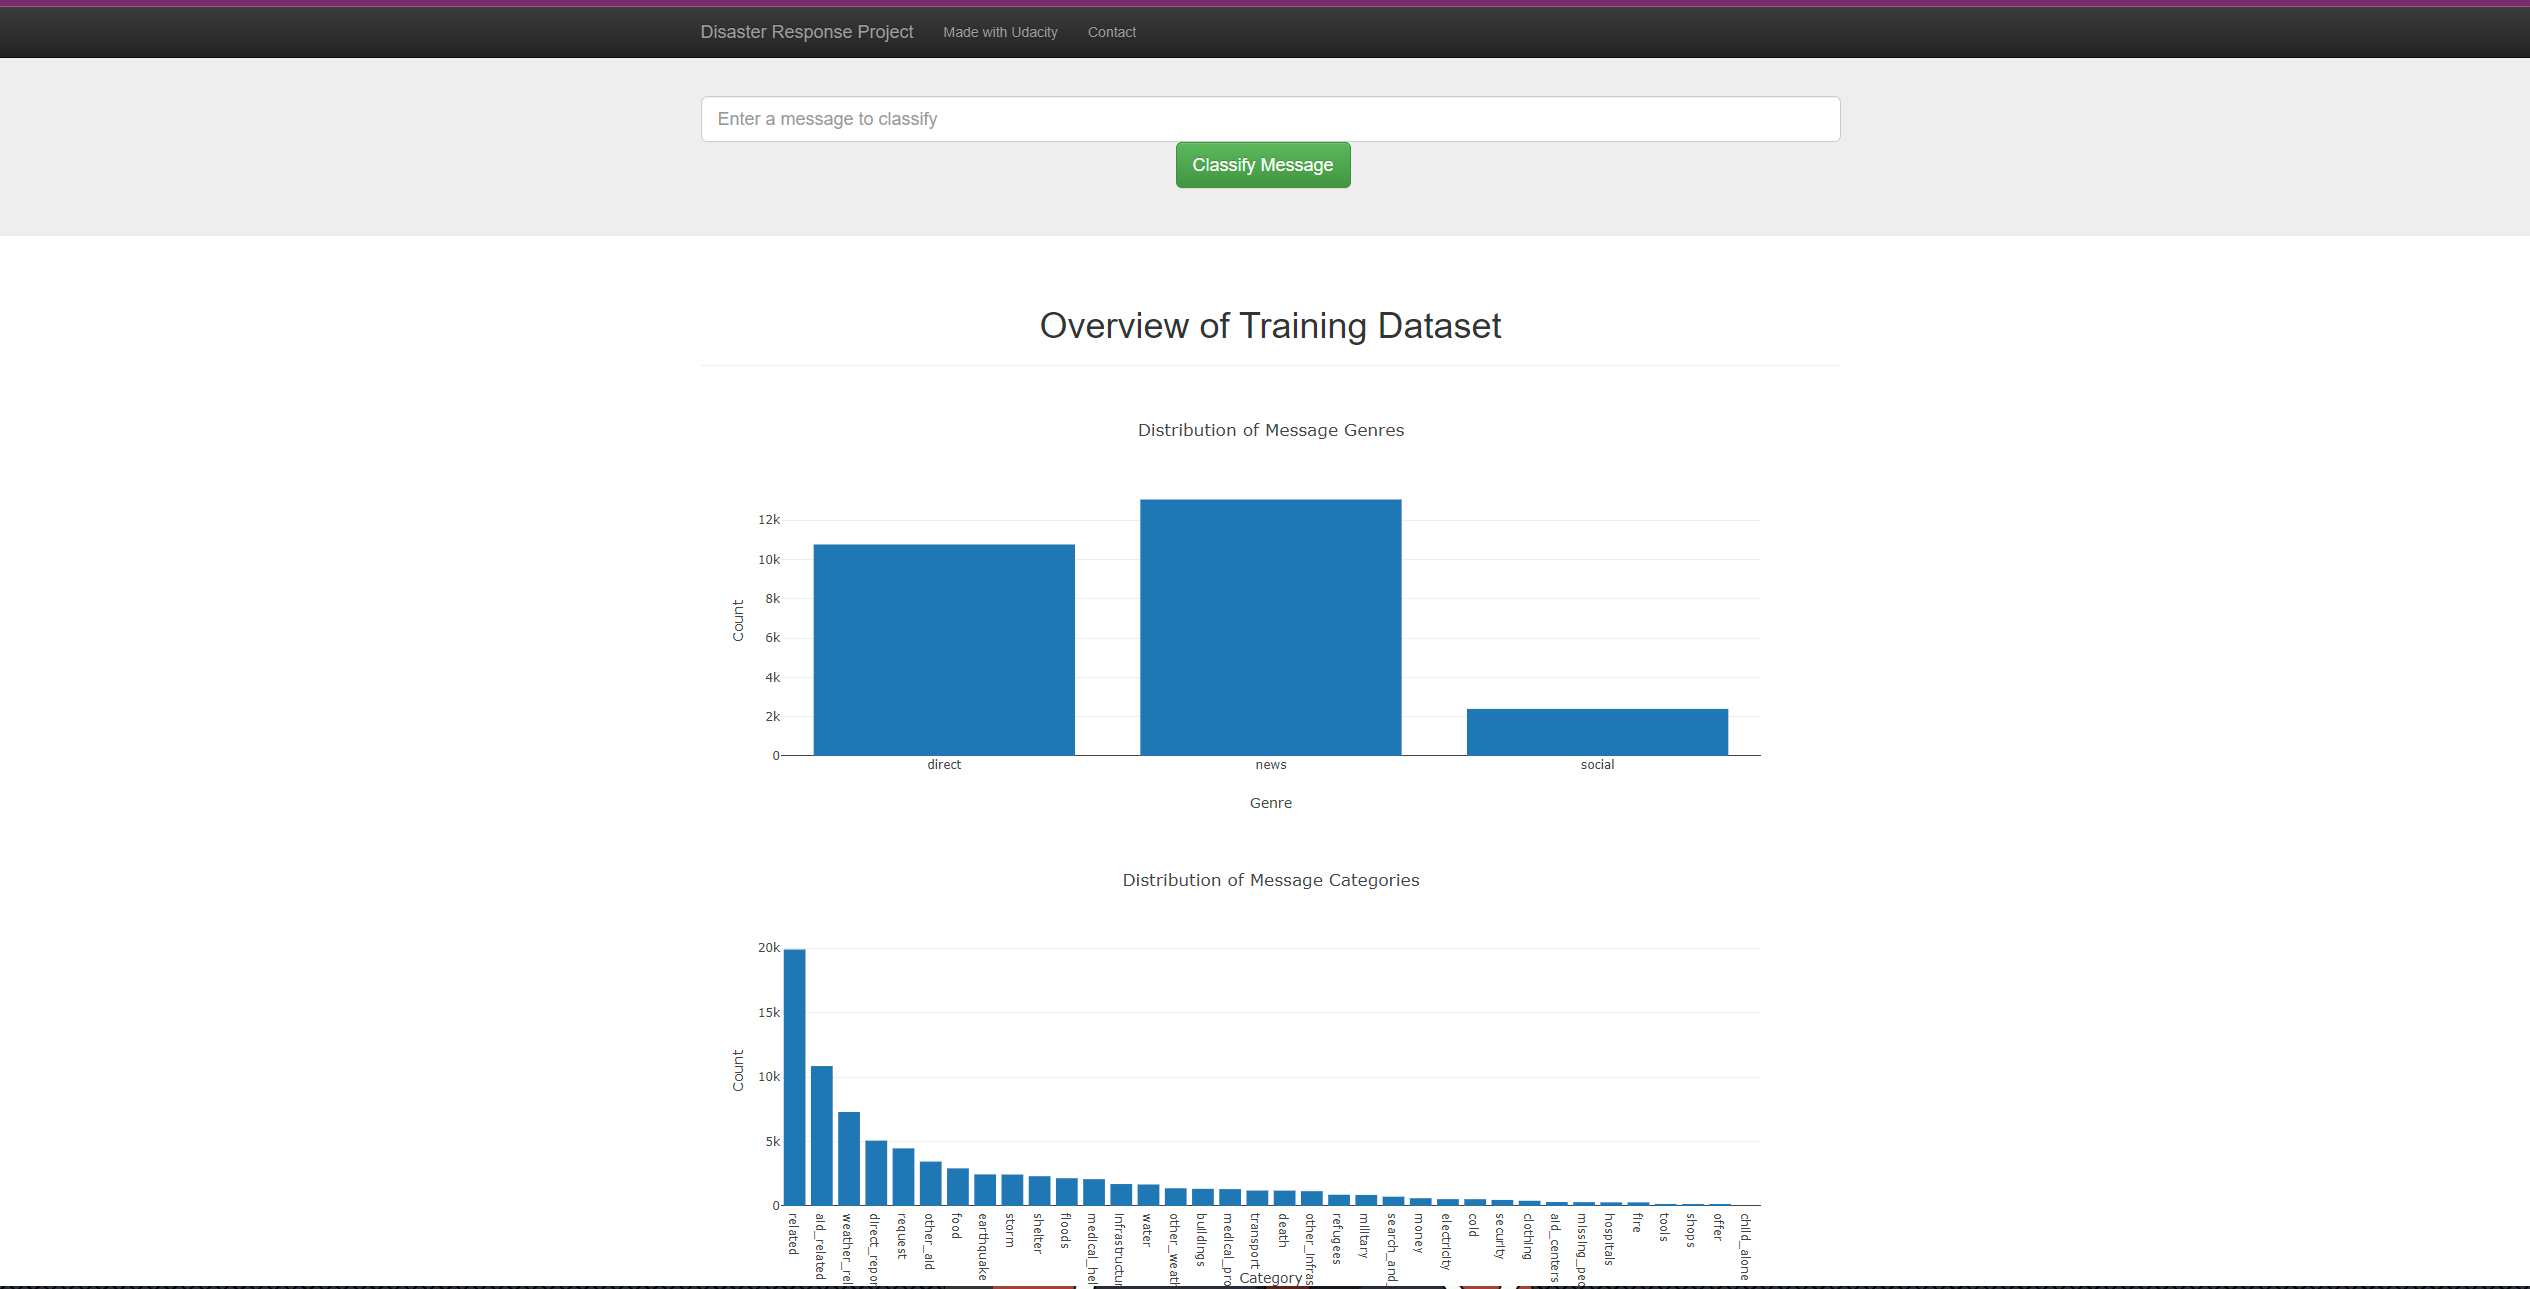 Disaster Response Project Made with Udacity Contact
Enter a message to classify
Classify Message
Overview of Training Dataset
Distribution of Message Genres
12k
10k
8k
6k
4k
2k
0
Count
direct news social
Genre
Distribution of Message Categories
20k
15k
10k
5k
0
Count
related
aid_related
weather_rel
direct_repor
request
other_aid
food
earthquake
storm
shelter
floods
medical_hel
infrastructur
water
other_weath
buildings
medical_pro
transport
death
other_infras
refugees
military
search_and_
money
electricity
cold
security
clothing
aid_centers
missing_peo
hospitals
fire
tools
shops
offer
child_alone
Category